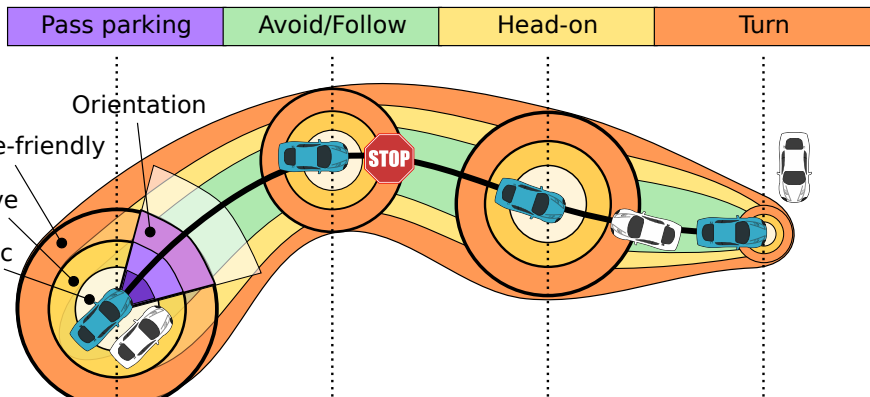 Pass parking Avoid/Follow Head-on Turn
Orientation
e-friendly
STOP
ve
c